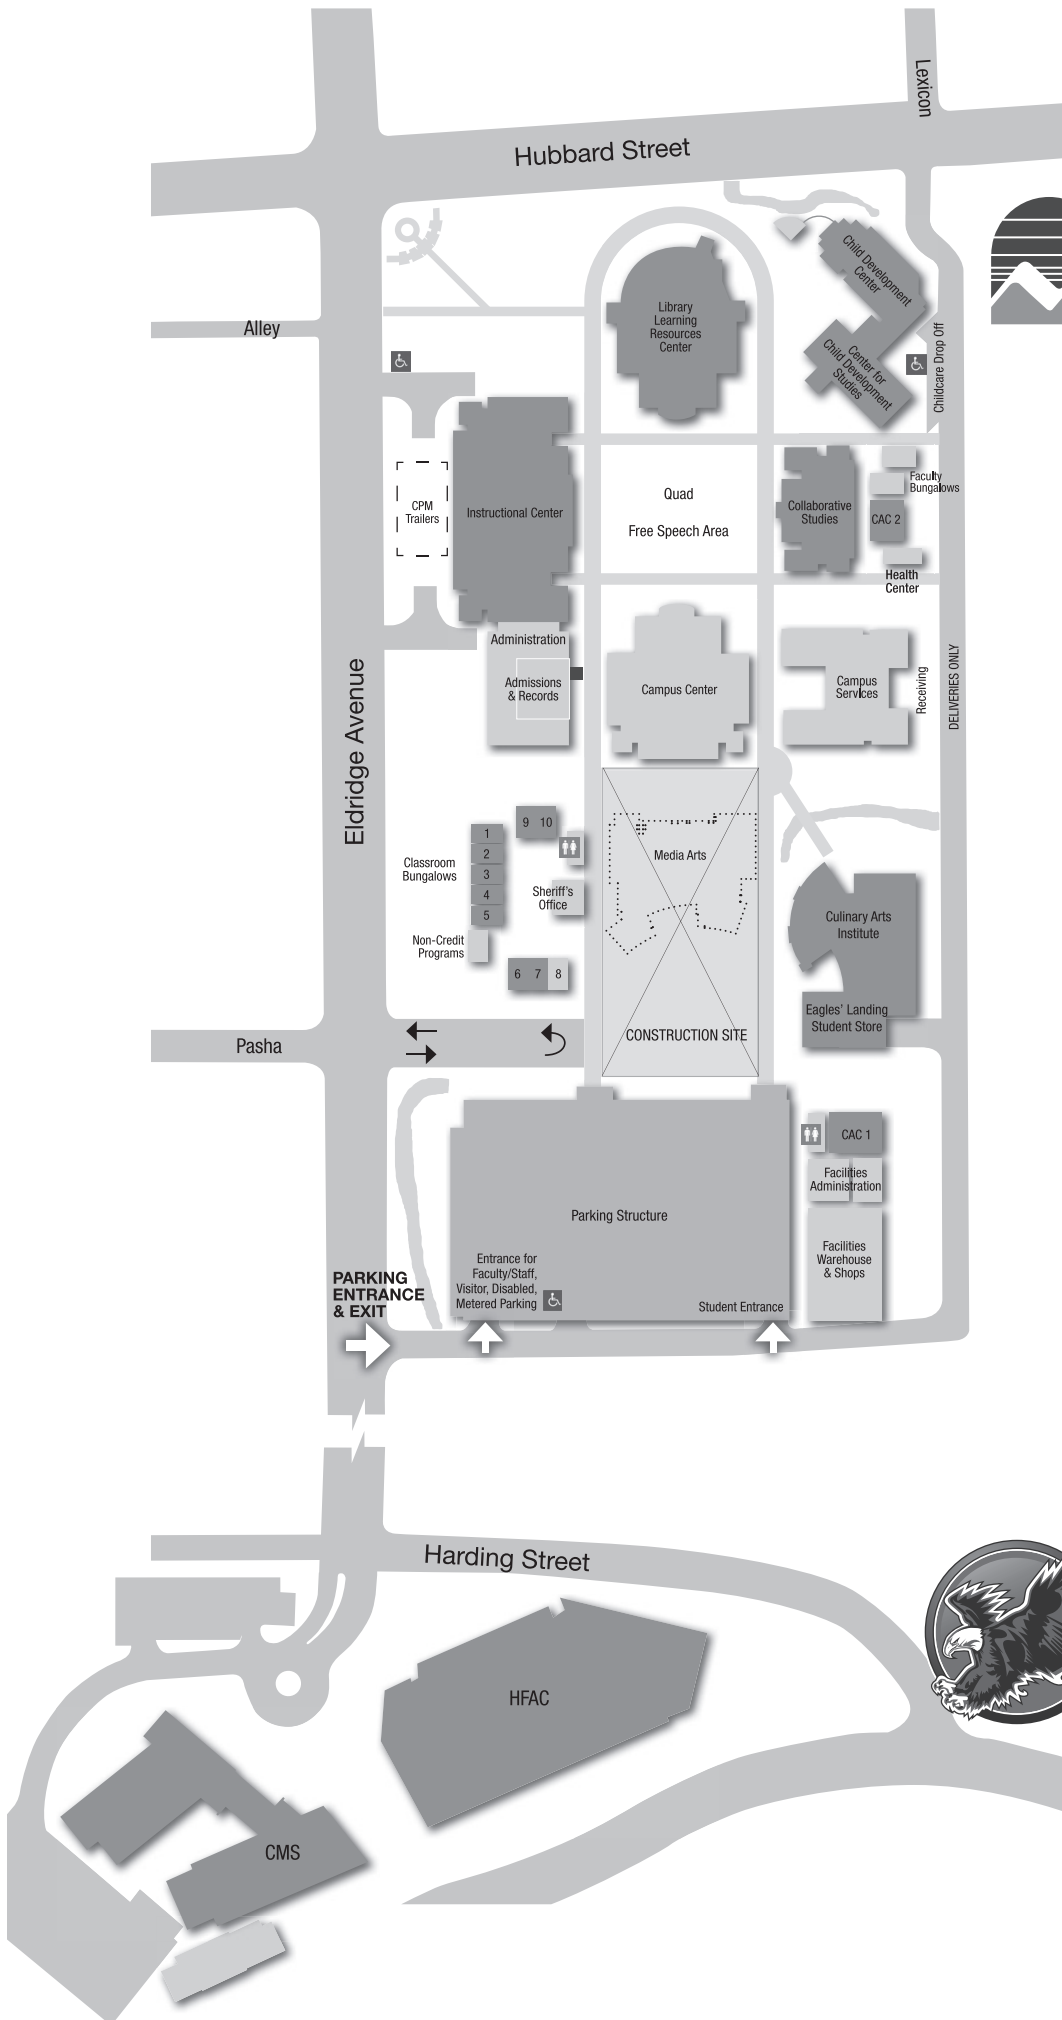 Lexicon
Hubbard Street
Child Development
Center
Library
Learning
Resources
Center
Alley
Center for
Child Development
Studies
Childcare Drop Off
CPM
Trailers
Instructional Center
Quad
Free Speech Area
Collaborative
Studies
Faculty
Bungalows
CAC 2
Health
Center
Administration
Admissions
& Records
Campus Center
Campus
Services
Receiving
DELIVERIES ONLY
Eldridge Avenue
9 10
1
2
3
4
5
Classroom
Bungalows
Sheriff's
Office
Media Arts
Non-Credit
Programs
6 7 8
Culinary Arts
Institute
Eagles' Landing
Student Store
CONSTRUCTION SITE
Pasha
CAC 1
Facilities
Administration
Parking Structure
Facilities
Warehouse
& Shops
Entrance for
Faculty/Staff,
Visitor, Disabled,
Metered Parking
Student Entrance
PARKING
ENTRANCE
& EXIT
Harding Street
HFAC
CMS